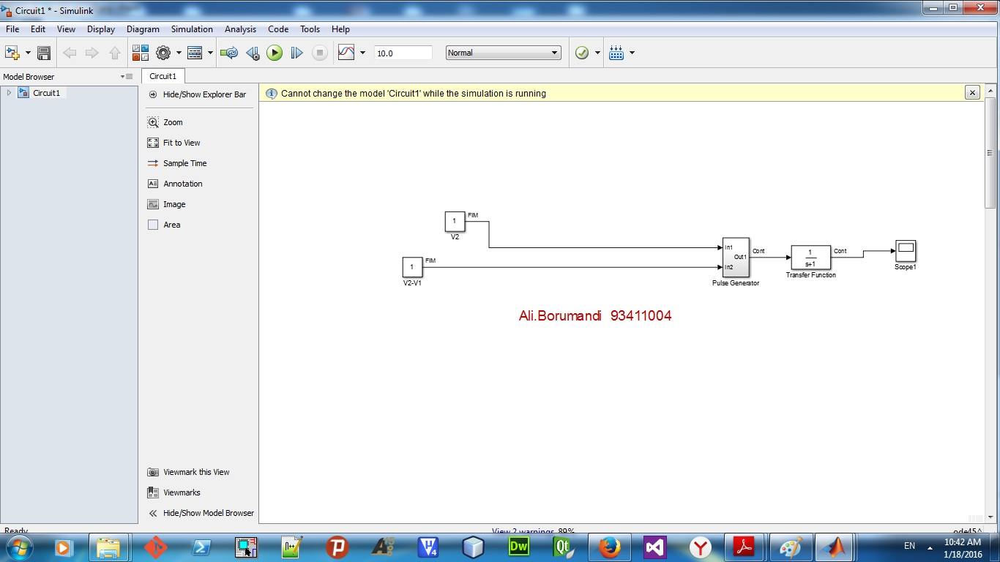 Circuit1 * - Simulink
File Edit View Display Diagram Simulation Analysis Code Tools Help
10.0 Normal
Model Browser
Circuit1
Circuit1
Hide/Show Explorer Bar
Zoom
Fit to View
Sample Time
Annotation
Image
Area
Viewmark this View
Viewmarks
Hide/Show Model Browser
Cannot change the model 'Circuit1' while the simulation is running
1
FIM
V2
1
FIM
V2-V1
In1
Out1
In2
Cont
Pulse Generator
1
s+1
Cont
Transfer Function
Scope1
Ali.Borumandi 93411004
Ready View 2 warnings 89% ode45
n++
V4
Dw
Qt
EN
10:42 AM
1/18/2016